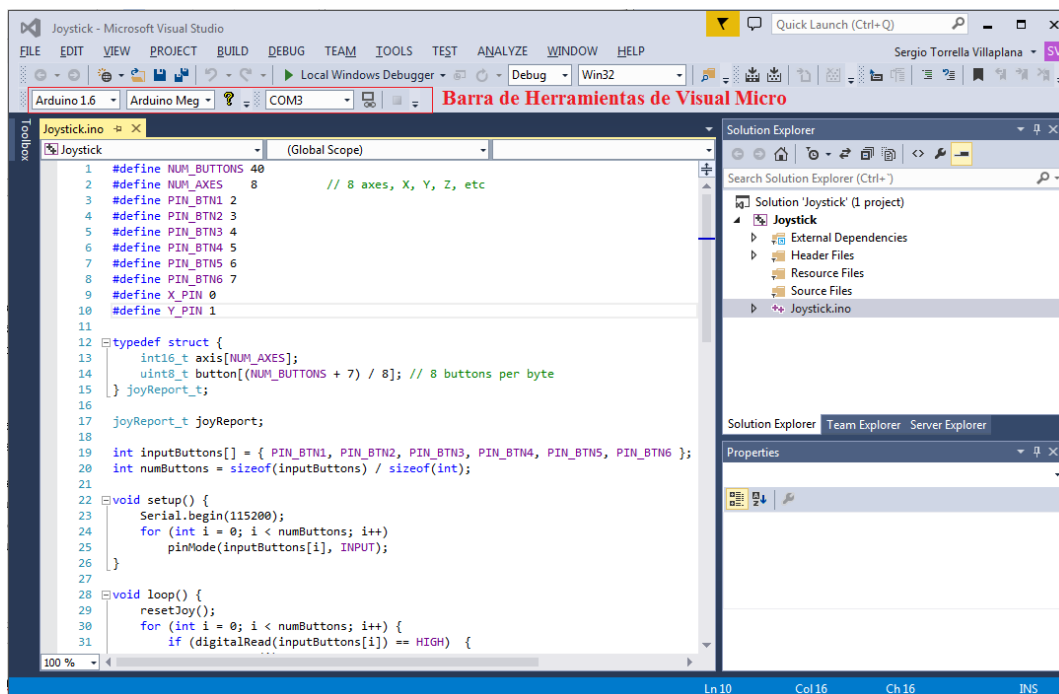 Joystick - Microsoft Visual Studio
Quick Launch (Ctrl+Q)
FILE EDIT VIEW PROJECT BUILD DEBUG TEAM TOOLS TEST ANALYZE WINDOW HELP
Sergio Torrella Villaplana
SV
Local Windows Debugger
Debug
Win32
Arduino 1.6
Arduino Meg
COM3
Barra de Herramientas de Visual Micro
Toolbox
Joystick.ino
Joystick
(Global Scope)
1 #define NUM_BUTTONS 40
2 #define NUM_AXES 8 // 8 axes, X, Y, Z, etc
3 #define PIN_BTN1 2
4 #define PIN_BTN2 3
5 #define PIN_BTN3 4
6 #define PIN_BTN4 5
7 #define PIN_BTN5 6
8 #define PIN_BTN6 7
9 #define X_PIN 0
10 #define Y_PIN 1
11
12 typedef struct {
13 int16_t axis[NUM_AXES];
14 uint8_t button[(NUM_BUTTONS + 7) / 8]; // 8 buttons per byte
15 } joyReport_t;
16
17 joyReport_t joyReport;
18
19 int inputButtons[] = { PIN_BTN1, PIN_BTN2, PIN_BTN3, PIN_BTN4, PIN_BTN5, PIN_BTN6 };
20 int numButtons = sizeof(inputButtons) / sizeof(int);
21
22 void setup() {
23 Serial.begin(115200);
24 for (int i = 0; i < numButtons; i++)
25 pinMode(inputButtons[i], INPUT);
26 }
27
28 void loop() {
29 resetJoy();
30 for (int i = 0; i < numButtons; i++) {
31 if (digitalRead(inputButtons[i]) == HIGH) {
100 %
Solution Explorer
Search Solution Explorer (Ctrl+¨)
Solution 'Joystick' (1 project)
Joystick
External Dependencies
Header Files
Resource Files
Source Files
Joystick.ino
Solution Explorer Team Explorer Server Explorer
Properties
Ln 10 Col 16 Ch 16 INS